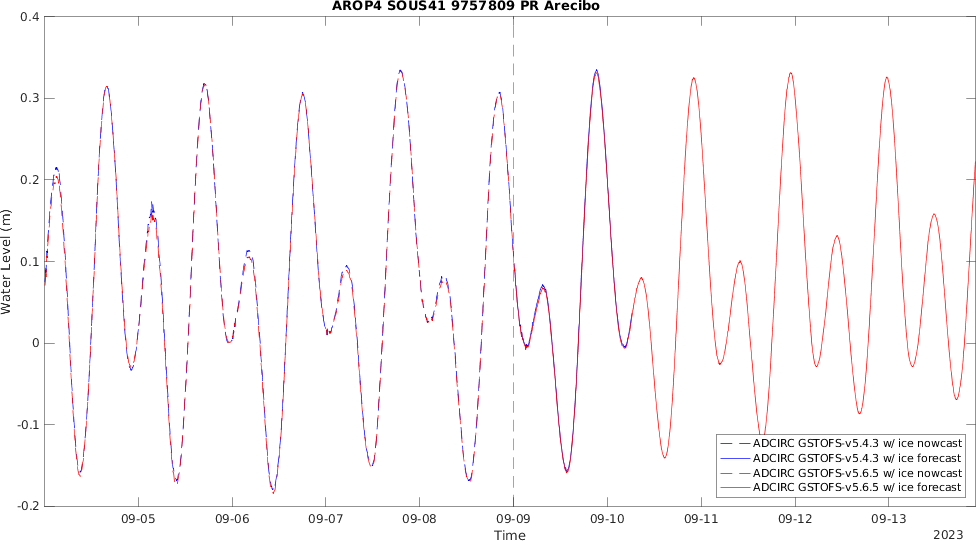 AROP4 SOUS41 9757809 PR Arecibo
Water Level (m)
0.4
0.3
0.2
0.1
0
-0.1
-0.2
ADCIRC GSTOFS-v5.4.3 w/ ice nowcast
ADCIRC GSTOFS-v5.4.3 w/ ice forecast
ADCIRC GSTOFS-v5.6.5 w/ ice nowcast
ADCIRC GSTOFS-v5.6.5 w/ ice forecast
09-05 09-06 09-07 09-08 09-09 09-10 09-11 09-12 09-13
Time
2023